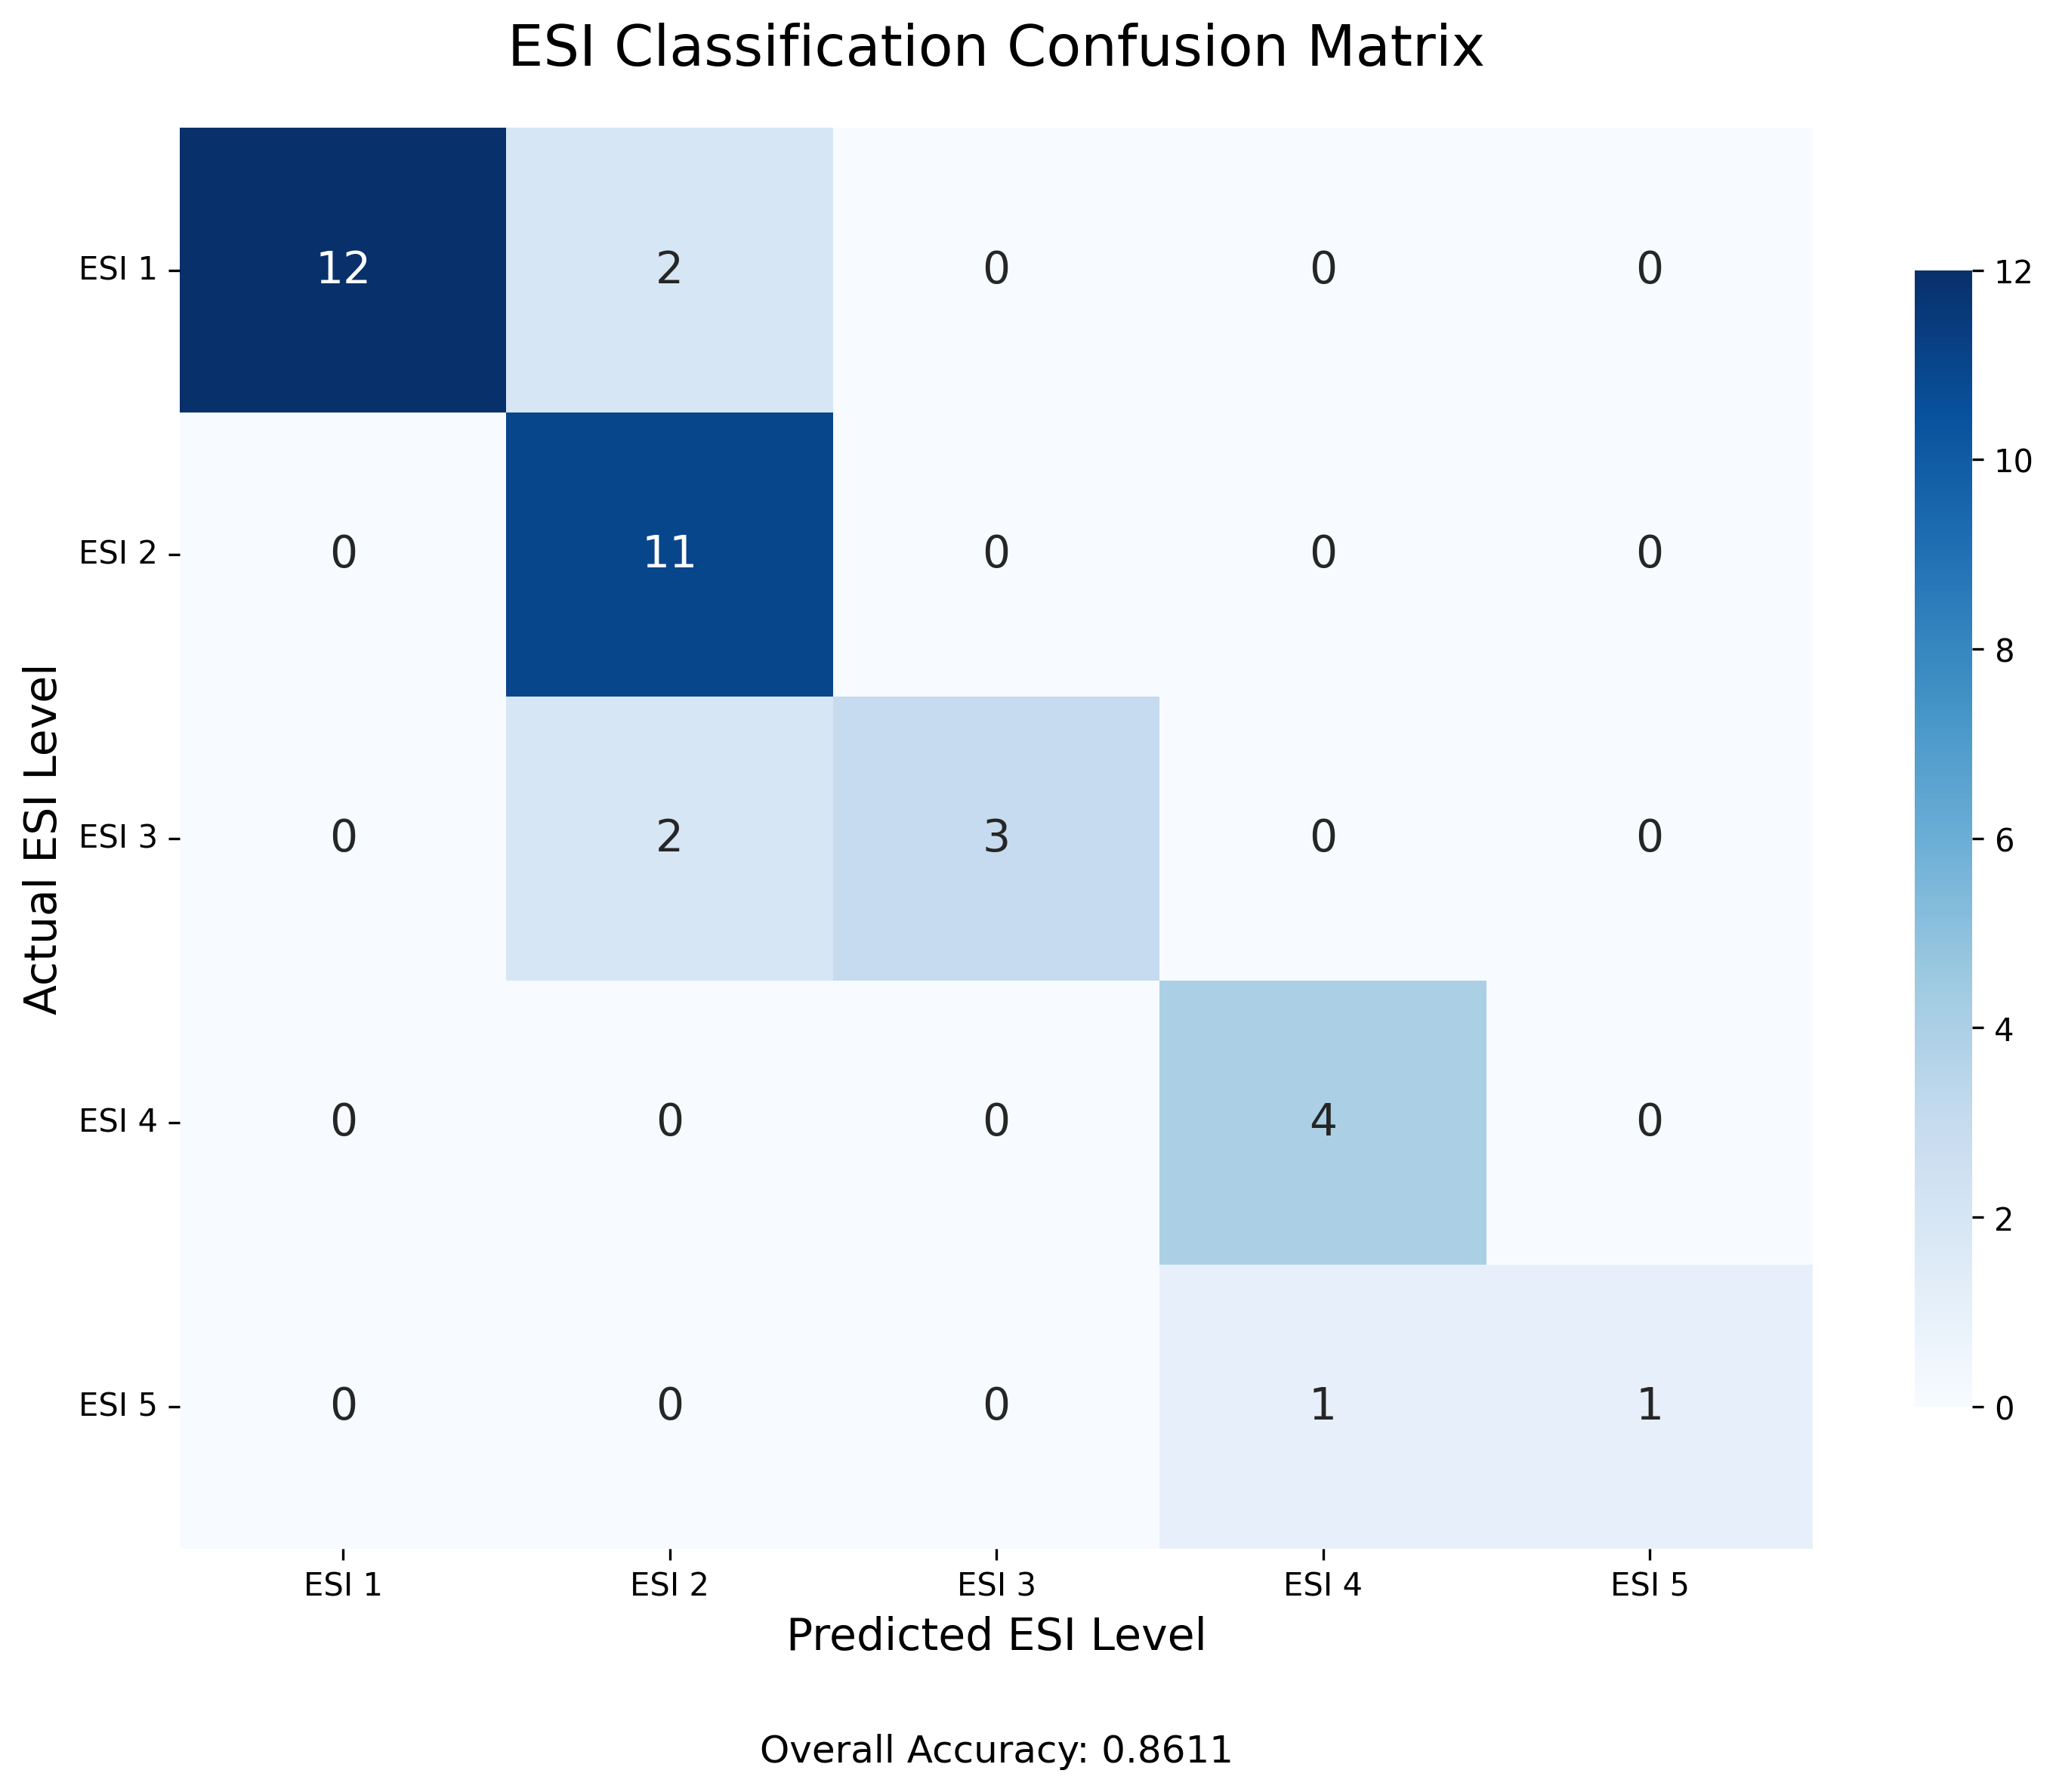 ESI Classification Confusion Matrix
Actual ESI Level
ESI 1 12 2 0 0 0
ESI 2 0 11 0 0 0
ESI 3 0 2 3 0 0
ESI 4 0 0 0 4 0
ESI 5 0 0 0 1 1
ESI 1 ESI 2 ESI 3 ESI 4 ESI 5
Predicted ESI Level
12
10
8
6
4
2
0
Overall Accuracy: 0.8611